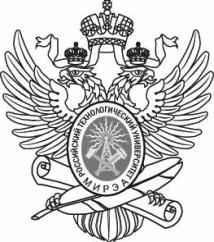 РОССИЙСКИЙ ТЕХНОЛОГИЧЕСКИЙ УНИВЕРСИТЕТ
МИРЭА